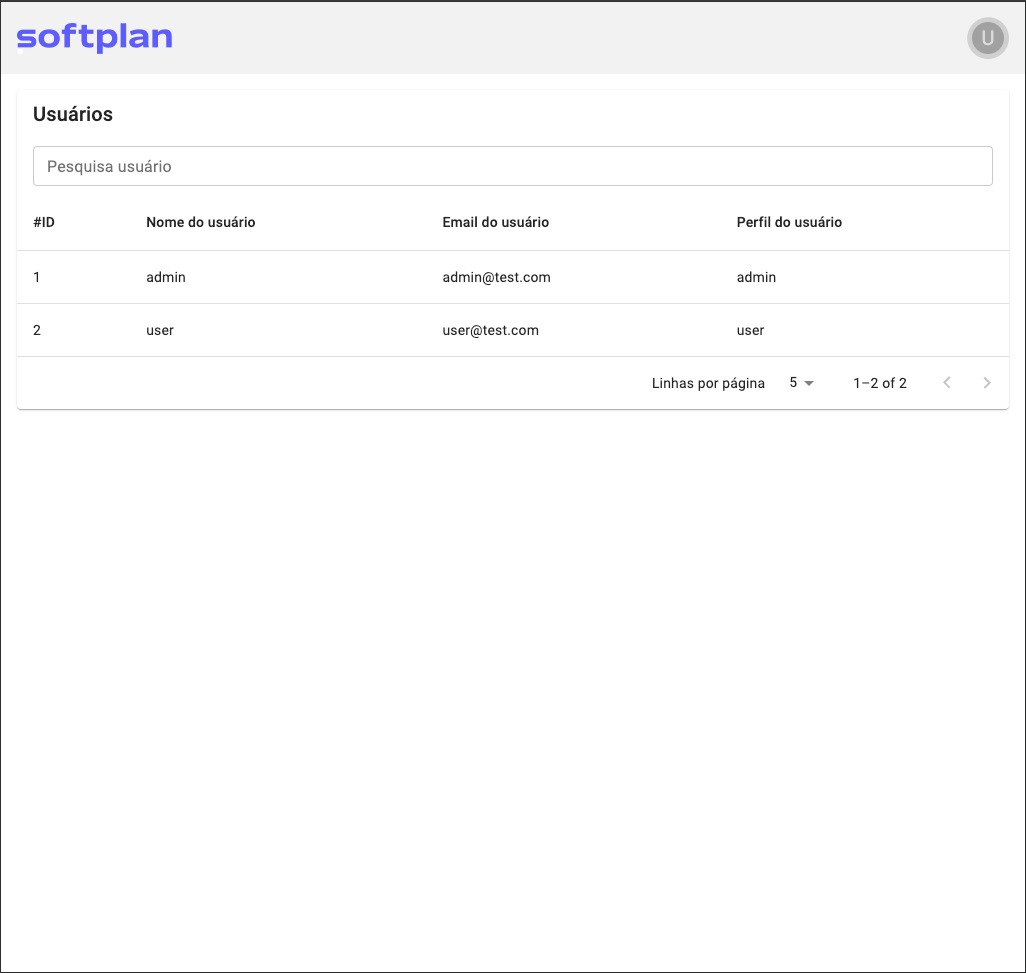 softplan
U
Usuários
Pesquisa usuário
#ID Nome do usuário Email do usuário Perfil do usuário
1 admin admin@test.com admin
2 user user@test.com user
Linhas por página 5 1–2 of 2